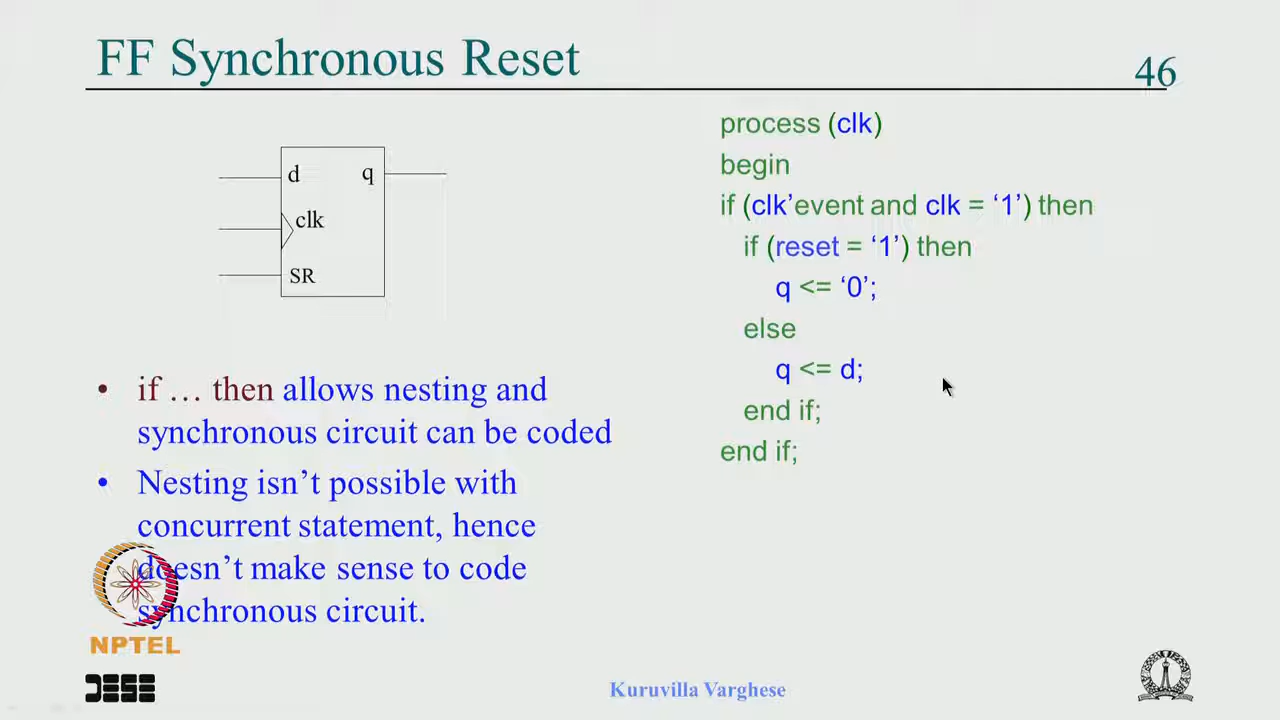 FF Synchronous Reset
46
d
q
clk
SR
• if … then allows nesting and
synchronous circuit can be coded
• Nesting isn’t possible with
concurrent statement, hence
doesn’t make sense to code
synchronous circuit.
process (clk)
begin
if (clk’event and clk = ‘1’) then
if (reset = ‘1’) then
q <= ‘0’;
else
q <= d;
end if;
end if;
NPTEL
DESE
Kuruvilla Varghese